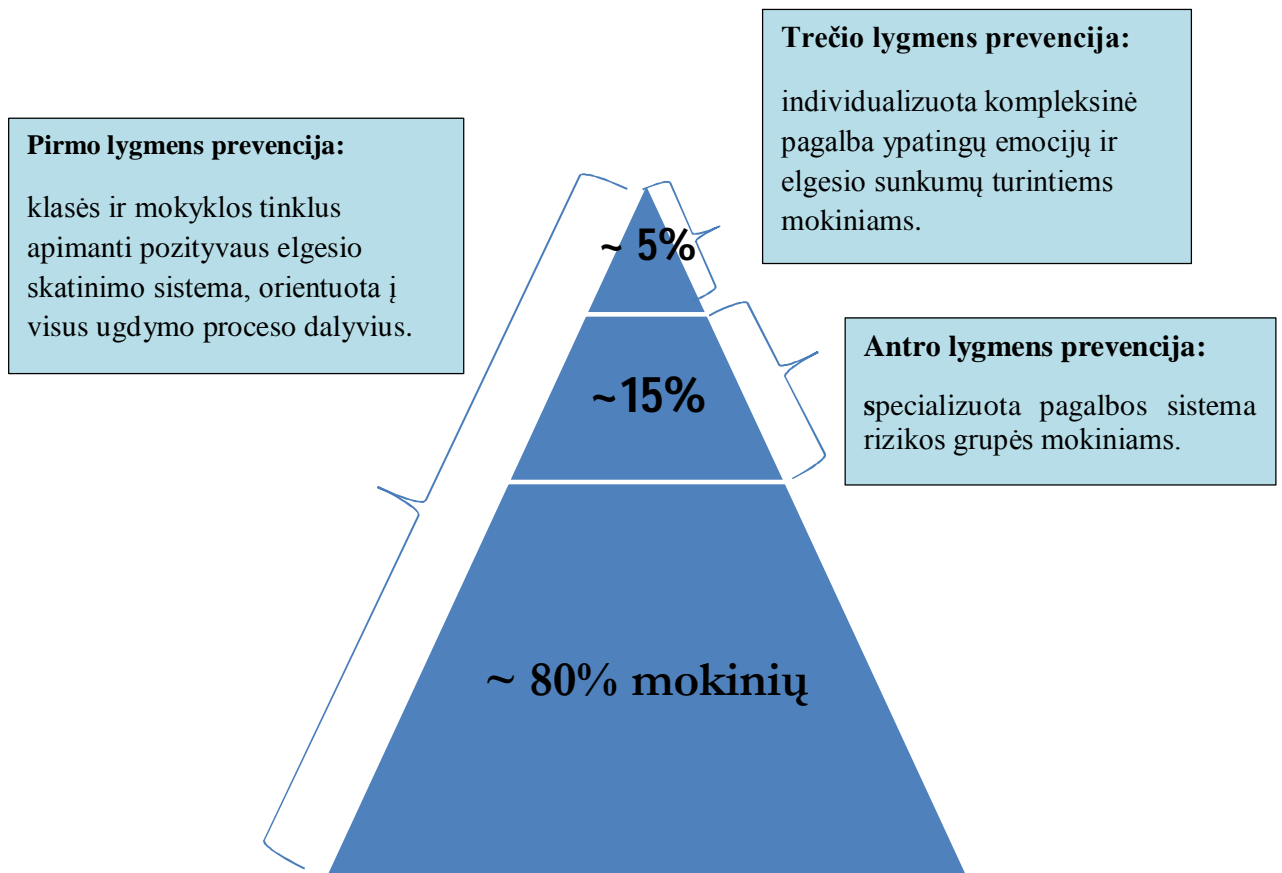 Trečio lygmens prevencija:
individualizuota kompleksinė
pagalba ypatingų emocijų ir
elgesio sunkumų turintiems
mokiniams.
Pirmo lygmens prevencija:
klasės ir mokyklos tinklus
apimanti pozityvaus elgesio
skatinimo sistema, orientuota į
visus ugdymo proceso dalyvius.
~ 5%
Antro lygmens prevencija:
specializuota pagalbos sistema
rizikos grupės mokiniams.
~15%
~ 80% mokinių